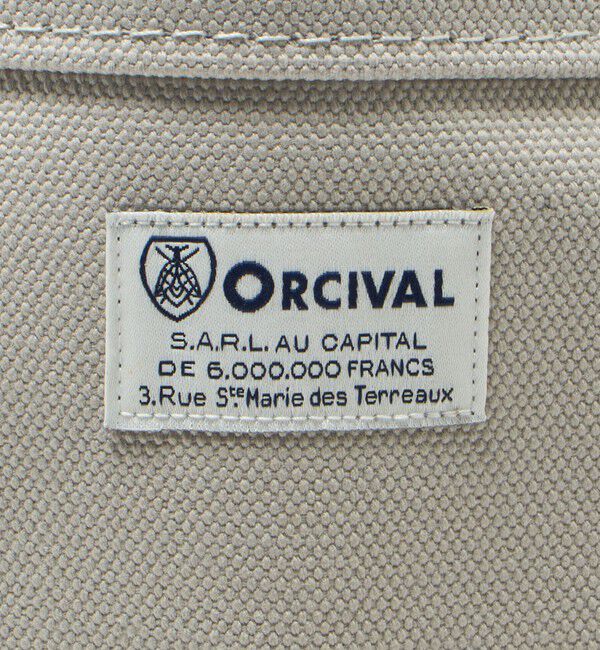 ORCIVAL
S.A.R.L. AU CAPITAL
DE 6.000.000 FRANCS
3.Rue Ste Marie des Terreaux